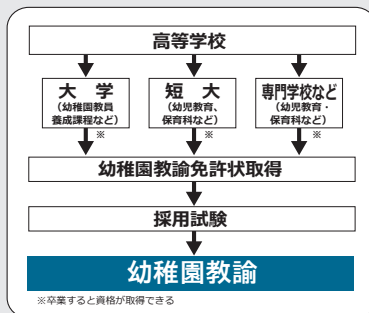 高等学校
大学
（幼稚園教員
養成課程など）
※
短大
（幼児教育、
保育科など）
※
専門学校など
（幼児教育・
保育科など）
※
幼稚園教諭免許状取得
採用試験
幼稚園教諭
※卒業すると資格が取得できる